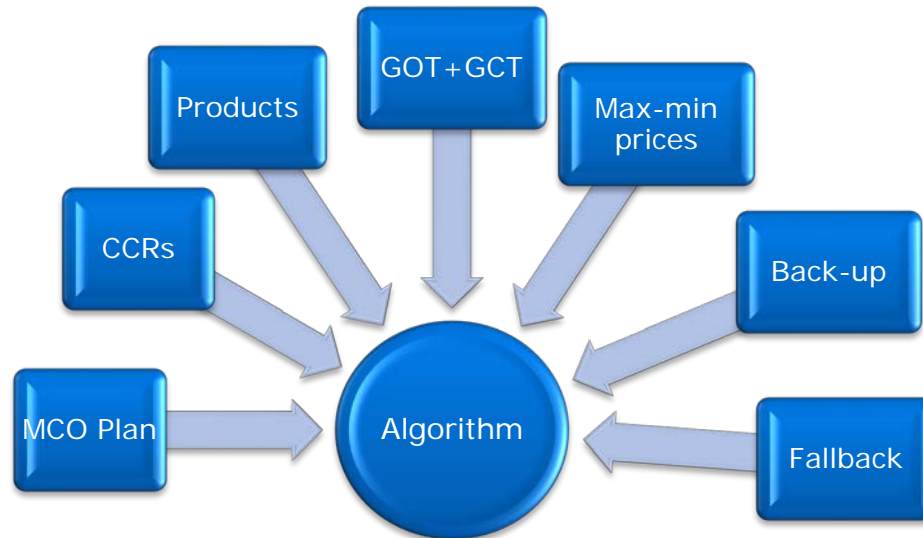 GOT+GCT
Products
Max-min
prices
CCRs
Back-up
MCO Plan
Algorithm
Fallback